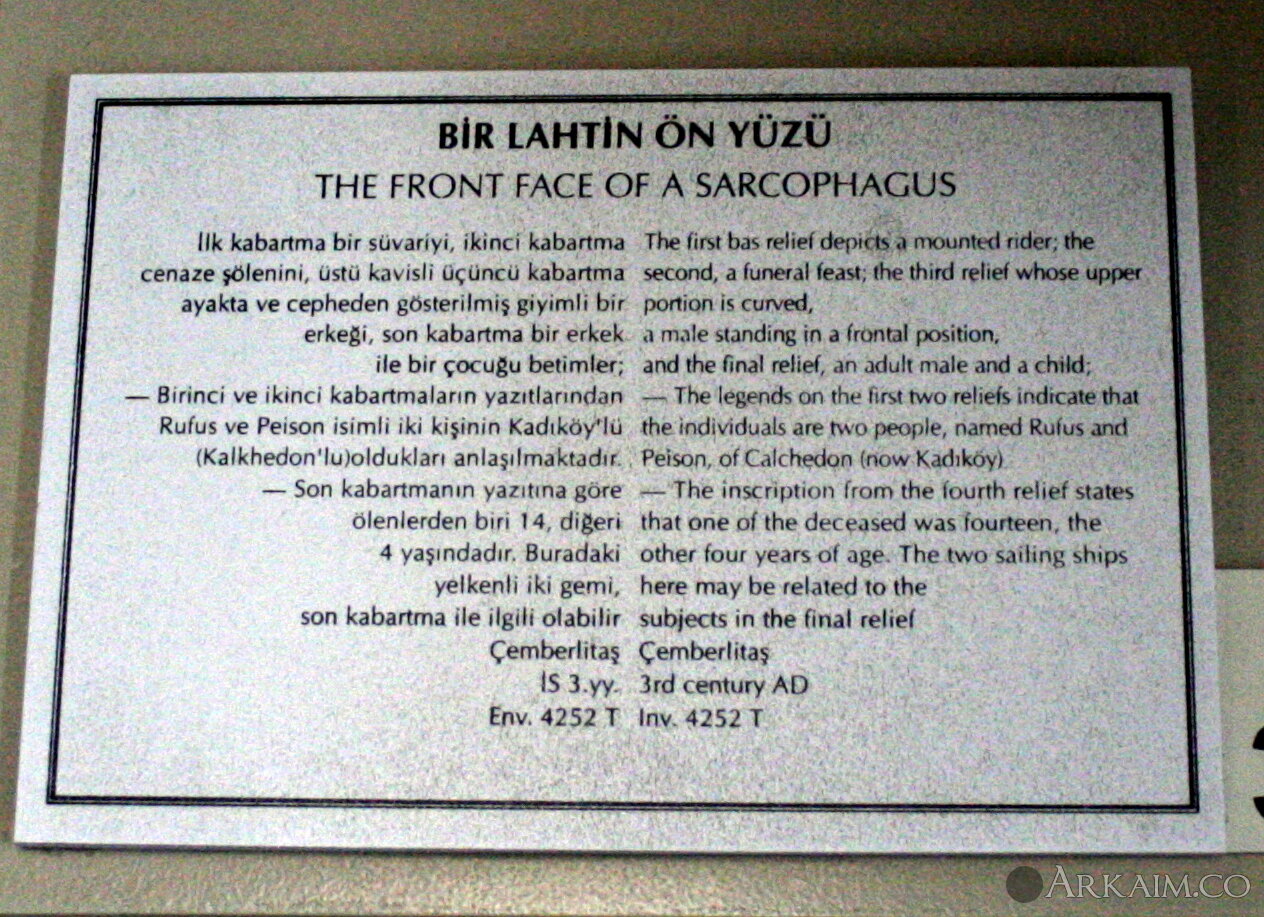 BİR LAHTİN ÖN YÜZÜ
THE FRONT FACE OF A SARCOPHAGUS
İlk kabartma bir süvariyi, ikinci kabartma
cenaze şölenini, üstü kavisli üçüncü kabartma
ayakta ve cepheden gösterilmiş giyimli bir
erkeği, son kabartma bir erkek
ile bir çocuğu betimler;
— Birinci ve ikinci kabartmaların yazıtlarından
Rufus ve Peison isimli iki kişinin Kadıköy'lü
(Kalkhedon'lu)oldukları anlaşılmaktadır.
— Son kabartmanın yazıtına göre
ölenlerden biri 14, diğeri
4 yaşındadır. Buradaki
yelkenli iki gemi,
son kabartma ile ilgili olabilir
Çemberlitaş
İS 3.yy.
Env. 4252 T
The first bas relief depicts a mounted rider; the
second, a funeral feast; the third relief whose upper
portion is curved,
a male standing in a frontal position,
and the final relief, an adult male and a child;
— The legends on the first two reliefs indicate that
the individuals are two people, named Rufus and
Peison, of Calchedon (now Kadıköy)
— The inscription from the fourth relief states
that one of the deceased was fourteen, the
other four years of age. The two sailing ships
here may be related to the
subjects in the final relief
Çemberlitaş
3rd century AD
Inv. 4252 T
ARKAIM.CO